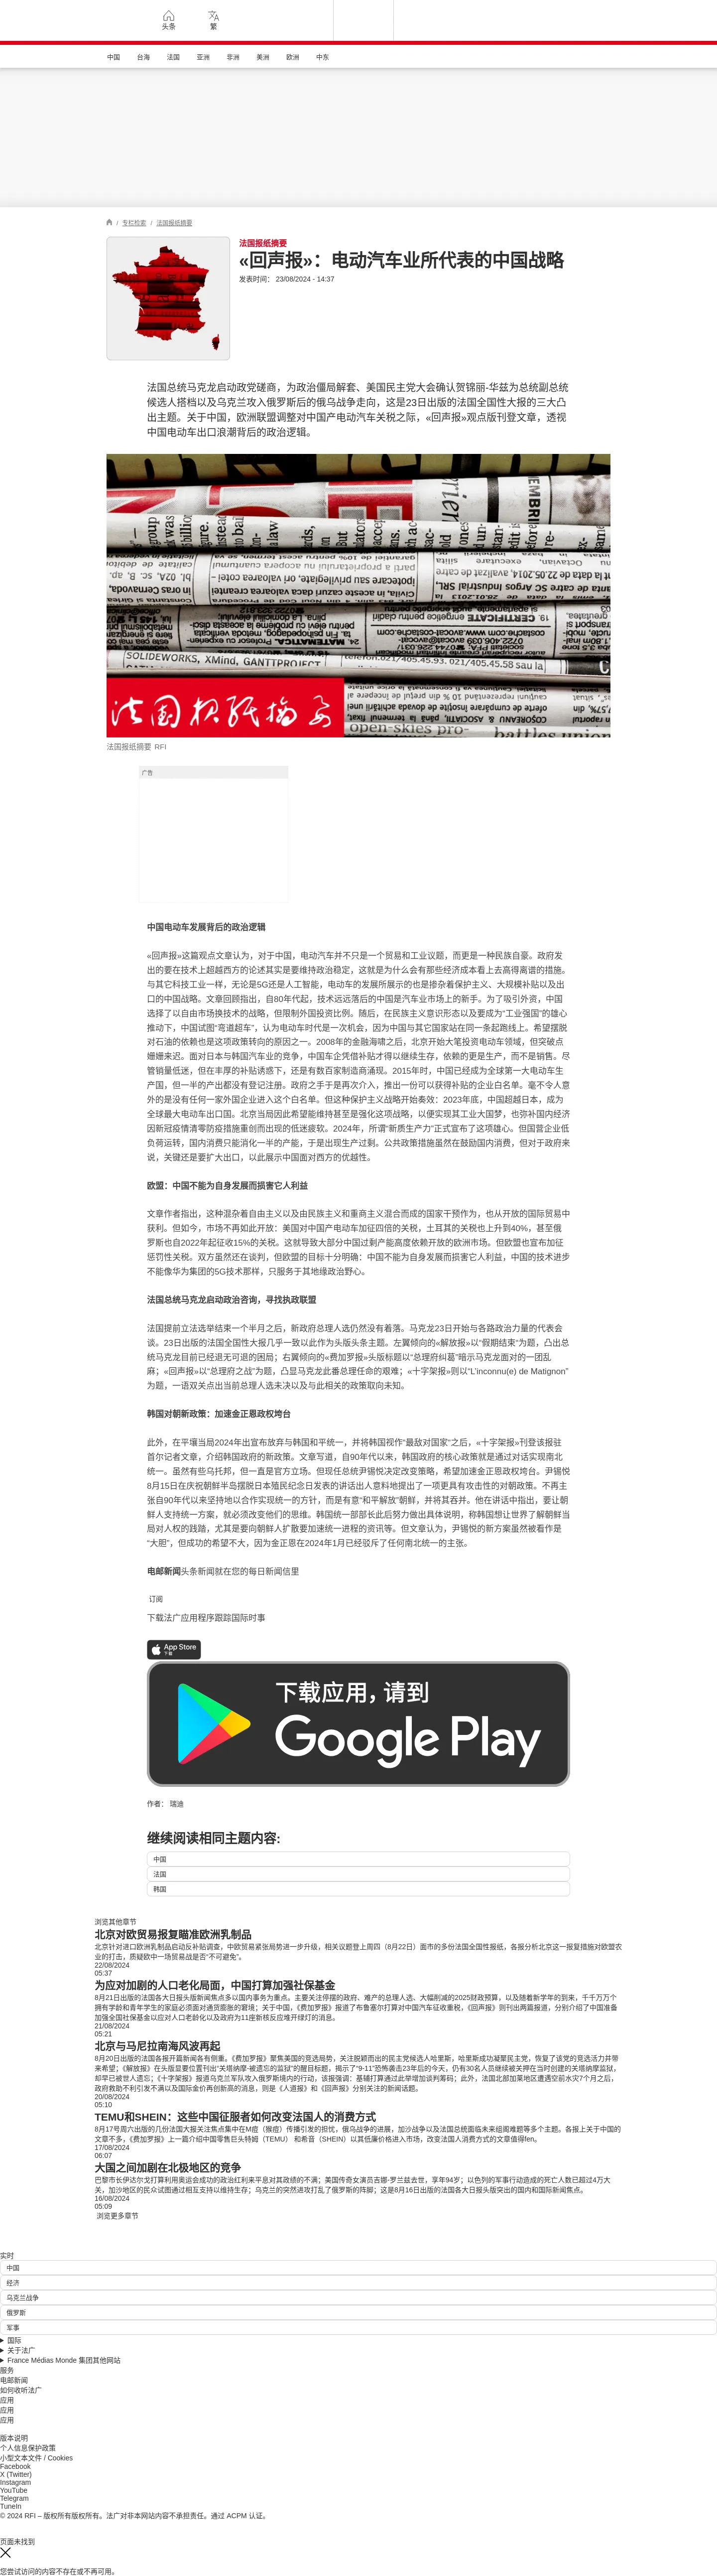 头条
繁
中国 台海 法国 亚洲 非洲 美洲 欧洲 中东
/ 专栏检索 / 法国报纸摘要
法国报纸摘要
«回声报»：电动汽车业所代表的中国战略
发表时间： 23/08/2024 - 14:37
法国总统马克龙启动政党磋商，为政治僵局解套、美国民主党大会确认贺锦丽-华兹为总统副总统
候选人搭档以及乌克兰攻入俄罗斯后的俄乌战争走向，这是23日出版的法国全国性大报的三大凸
出主题。关于中国，欧洲联盟调整对中国产电动汽车关税之际，«回声报»观点版刊登文章，透视
中国电动车出口浪潮背后的政治逻辑。
法国报纸摘要
法国报纸摘要 RFI
广告
中国电动车发展背后的政治逻辑
«回声报»这篇观点文章认为，对于中国，电动汽车并不只是一个贸易和工业议题，而更是一种民族自豪。政府发
出的要在技术上超越西方的论述其实是要维持政治稳定，这就是为什么会有那些经济成本看上去高得离谱的措施。
与其它科技工业一样，无论是5G还是人工智能，电动车的发展所展示的也是掺杂着保护主义、大规模补贴以及出
口的中国战略。文章回顾指出，自80年代起，技术远远落后的中国是汽车业市场上的新手。为了吸引外资，中国
选择了以自由市场换技术的战略，但限制外国投资比例。随后，在民族主义意识形态以及要成为“工业强国”的雄心
推动下，中国试图“弯道超车”，认为电动车时代是一次机会，因为中国与其它国家站在同一条起跑线上。希望摆脱
对石油的依赖也是这项政策转向的原因之一。2008年的金融海啸之后，北京开始大笔投资电动车领域，但突破点
姗姗来迟。面对日本与韩国汽车业的竞争，中国车企凭借补贴才得以继续生存，依赖的更是生产，而不是销售。尽
管销量低迷，但在丰厚的补贴诱惑下，还是有数百家制造商涌现。2015年时，中国已经成为全球第一大电动车生
产国，但一半的产出都没有登记注册。政府之手于是再次介入，推出一份可以获得补贴的企业白名单。毫不令人意
外的是没有任何一家外国企业进入这个白名单。但这种保护主义战略开始奏效：2023年底，中国超越日本，成为
全球最大电动车出口国。北京当局因此希望能维持甚至是强化这项战略，以便实现其工业大国梦，也弥补国内经济
因新冠疫情清零防疫措施重创而出现的低迷疲软。2024年，所谓“新质生产力”正式宣布了这项雄心。但国营企业低
负荷运转，国内消费只能消化一半的产能，于是出现生产过剩。公共政策措施虽然在鼓励国内消费，但对于政府来
说，关键还是要扩大出口，以此展示中国面对西方的优越性。
欧盟：中国不能为自身发展而损害它人利益
文章作者指出，这种混杂着自由主义以及由民族主义和重商主义混合而成的国家干预作为，也从开放的国际贸易中
获利。但如今，市场不再如此开放：美国对中国产电动车加征四倍的关税，土耳其的关税也上升到40%，甚至俄
罗斯也自2022年起征收15%的关税。这就导致大部分中国过剩产能高度依赖开放的欧洲市场。但欧盟也宣布加征
惩罚性关税。双方虽然还在谈判，但欧盟的目标十分明确：中国不能为自身发展而损害它人利益，中国的技术进步
不能像华为集团的5G技术那样，只服务于其地缘政治野心。
法国总统马克龙启动政治咨询，寻找执政联盟
法国提前立法选举结束一个半月之后，新政府总理人选仍然没有着落。马克龙23日开始与各路政治力量的代表会
谈。23日出版的法国全国性大报几乎一致以此作为头版头条主题。左翼倾向的«解放报»以“假期结束”为题，凸出总
统马克龙目前已经退无可退的困局；右翼倾向的«费加罗报»头版标题以“总理府纠葛”暗示马克龙面对的一团乱
麻；«回声报»以“总理府之战”为题，凸显马克龙此番总理任命的艰难；«十字架报»则以“L’inconnu(e) de Matignon”
为题，一语双关点出当前总理人选未决以及与此相关的政策取向未知。
韩国对朝新政策：加速金正恩政权垮台
此外，在平壤当局2024年出宣布放弃与韩国和平统一，并将韩国视作“最敌对国家”之后，«十字架报»刊登该报驻
首尔记者文章，介绍韩国政府的新政策。文章写道，自90年代以来，韩国政府的核心政策就是通过对话实现南北
统一。虽然有些乌托邦，但一直是官方立场。但现任总统尹锡悦决定改变策略，希望加速金正恩政权垮台。尹锡悦
8月15日在庆祝朝鲜半岛摆脱日本殖民纪念日发表的讲话出人意料地提出了一项更具有攻击性的对朝政策。不再主
张自90年代以来坚持地以合作实现统一的方针，而是有意“和平解放”朝鲜，并将其吞并。他在讲话中指出，要让朝
鲜人支持统一方案，就必须改变他们的思维。韩国统一部部长此后努力做出具体说明，称韩国想让世界了解朝鲜当
局对人权的践踏，尤其是要向朝鲜人扩散要加速统一进程的资讯等。但文章认为，尹锡悦的新方案虽然被看作是
“大胆”，但成功的希望不大，因为金正恩在2024年1月已经驳斥了任何南北统一的主张。
电邮新闻头条新闻就在您的每日新闻信里
订阅
下载法广应用程序跟踪国际时事
App Store
下载
下载应用，请到
Google Play
作者： 瑞迪
继续阅读相同主题内容:
中国
法国
韩国
浏览其他章节
北京对欧贸易报复瞄准欧洲乳制品
北京针对进口欧洲乳制品启动反补贴调查，中欧贸易紧张局势进一步升级，相关议题登上周四（8月22日）面市的多份法国全国性报纸，各报分析北京这一报复措施对欧盟农
业的打击，质疑欧中一场贸易战是否“不可避免”。
22/08/2024
05:37
为应对加剧的人口老化局面，中国打算加强社保基金
8月21日出版的法国各大日报头版新闻焦点多以国内事务为重点。主要关注停摆的政府、难产的总理人选、大幅削减的2025财政预算，以及随着新学年的到来，千千万万个
拥有学龄和青年学生的家庭必须面对通货膨胀的窘境；关于中国，《费加罗报》报道了布鲁塞尔打算对中国汽车征收重税，《回声报》则刊出两篇报道，分别介绍了中国准备
加强全国社保基金以应对人口老龄化以及政府为11座新核反应堆开绿灯的消息。
21/08/2024
05:21
北京与马尼拉南海风波再起
8月20日出版的法国各报开篇新闻各有侧重。《费加罗报》聚焦美国的竞选局势，关注脱颖而出的民主党候选人哈里斯，哈里斯成功凝聚民主党，恢复了该党的竞选活力并带
来希望；《解放报》在头版显要位置刊出“关塔纳摩-被遗忘的监狱”的醒目标题，揭示了“9-11”恐怖袭击23年后的今天，仍有30名人员继续被关押在当时创建的关塔纳摩监狱，
却早已被世人遗忘；《十字架报》报道乌克兰军队攻入俄罗斯境内的行动，该报强调：基辅打算通过此举增加谈判筹码；此外，法国北部加莱地区遭遇空前水灾7个月之后，
政府救助不利引发不满以及国际金价再创新高的消息，则是《人道报》和《回声报》分别关注的新闻话题。
20/08/2024
05:10
TEMU和SHEIN：这些中国征服者如何改变法国人的消费方式
8月17号周六出版的几份法国大报关注焦点集中在M痘（猴痘）传播引发的担忧，俄乌战争的进展，加沙战争以及法国总统面临未来组阁难题等多个主题。各报上关于中国的
文章不多，《费加罗报》上一篇介绍中国零售巨头特姆（TEMU） 和希音（SHEIN）以其低廉价格进入市场，改变法国人消费方式的文章值得fen。
17/08/2024
06:07
大国之间加剧在北极地区的竞争
巴黎市长伊达尔戈打算利用奥运会成功的政治红利来平息对其政绩的不满；美国传奇女演员吉娜·罗兰兹去世，享年94岁；以色列的军事行动造成的死亡人数已超过4万大
关，加沙地区的民众试图通过相互支持以维持生存；乌克兰的突然进攻打乱了俄罗斯的阵脚；这是8月16日出版的法国各大日报头版突出的国内和国际新闻焦点。
16/08/2024
05:09
浏览更多章节
实时
中国
经济
乌克兰战争
俄罗斯
军事
国际
关于法广
France Médias Monde 集团其他网站
服务
电邮新闻
如何收听法广
应用
应用
应用
版本说明
个人信息保护政策
小型文本文件 / Cookies
Facebook
X (Twitter)
Instagram
YouTube
Telegram
TuneIn
© 2024 RFI – 版权所有版权所有。法广对非本网站内容不承担责任。通过 ACPM 认证。
页面未找到
您尝试访问的内容不存在或不再可用。